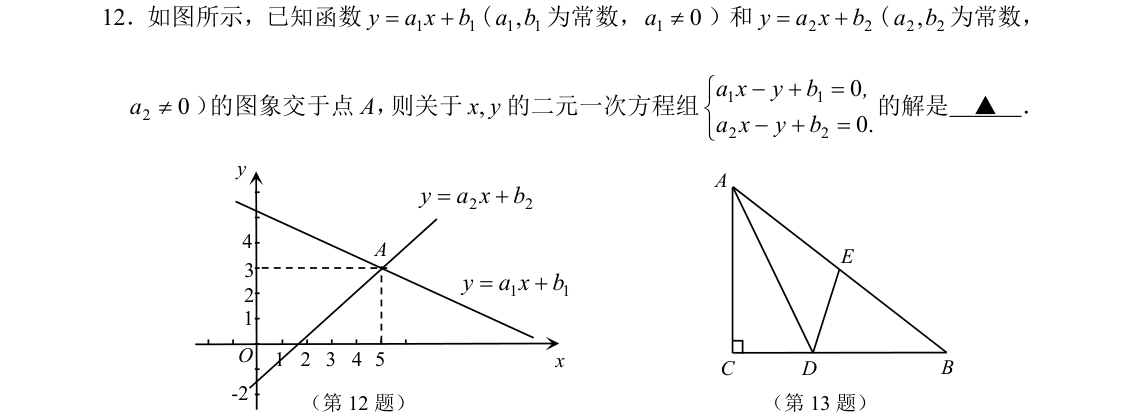 12．如图所示，已知函数 y = a₁x + b₁（a₁,b₁ 为常数，a₁ ≠ 0 ）和 y = a₂x + b₂（a₂,b₂ 为常数，
a₂ ≠ 0 ）的图象交于点 A，则关于 x, y 的二元一次方程组 { a₁x − y + b₁ = 0, a₂x − y + b₂ = 0. 的解是 ▲ ．
y
y = a₂x + b₂
4
A
3
2
y = a₁x + b₁
1
O 1 2 3 4 5 x
-2
（第 12 题）
A
E
C D B
（第 13 题）